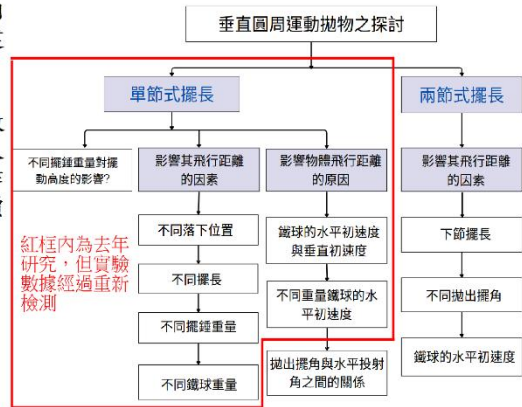 垂直圓周運動拋物之探討
單節式擺長
兩節式擺長
不同擺錘重量對擺
動高度的影響?
影響其飛行距離
的因素
影響物體飛行距離
的原因
影響其飛行距離
的因素
不同落下位置
鐵球的水平初速度
與垂直初速度
下節擺長
紅框內為去年
研究，但實驗
數據經過重新
檢測
不同擺長
不同重量鐵球的水
平初速度
不同拋出擺角
不同擺錘重量
拋出擺角與水平投射
角之間的關係
鐵球的水平初速度
不同鐵球重量